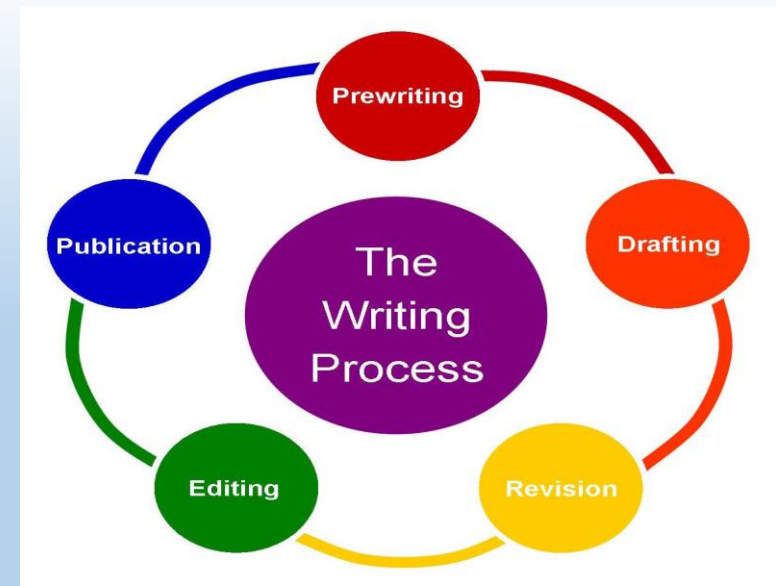 Prewriting
Drafting
Revision
Editing
Publication
The
Writing
Process